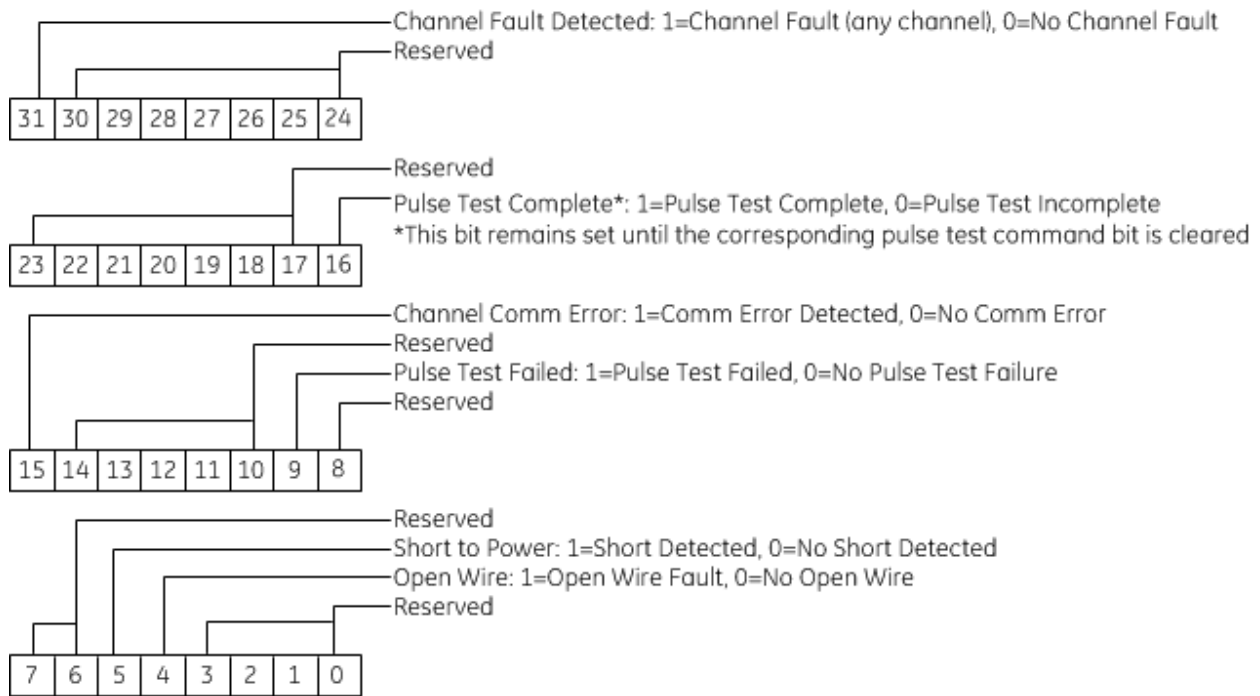 Channel Fault Detected: 1=Channel Fault (any channel), 0=No Channel Fault
Reserved
31 30 29 28 27 26 25 24
Reserved
Pulse Test Complete*: 1=Pulse Test Complete, 0=Pulse Test Incomplete
*This bit remains set until the corresponding pulse test command bit is cleared
23 22 21 20 19 18 17 16
Channel Comm Error: 1=Comm Error Detected, 0=No Comm Error
Reserved
Pulse Test Failed: 1=Pulse Test Failed, 0=No Pulse Test Failure
Reserved
15 14 13 12 11 10 9 8
Reserved
Short to Power: 1=Short Detected, 0=No Short Detected
Open Wire: 1=Open Wire Fault, 0=No Open Wire
Reserved
7 6 5 4 3 2 1 0